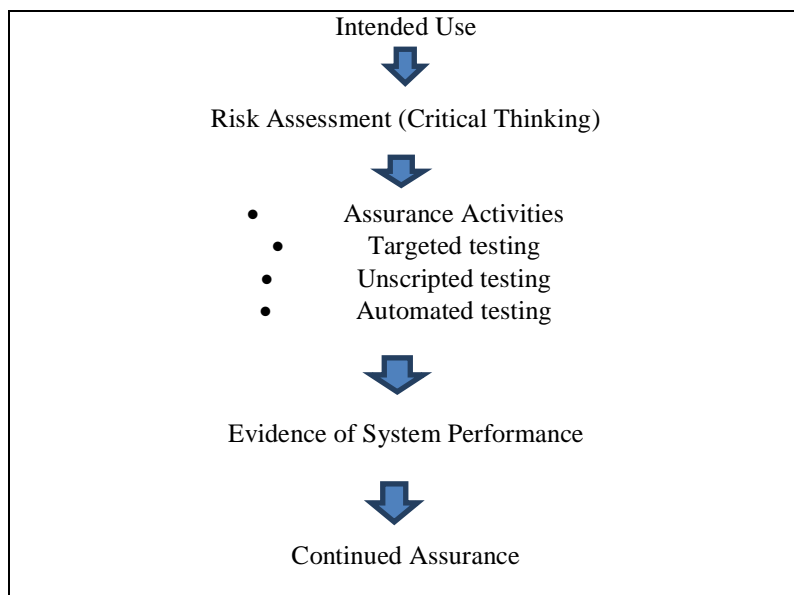 Intended Use
Risk Assessment (Critical Thinking)
• Assurance Activities
• Targeted testing
• Unscripted testing
• Automated testing
Evidence of System Performance
Continued Assurance